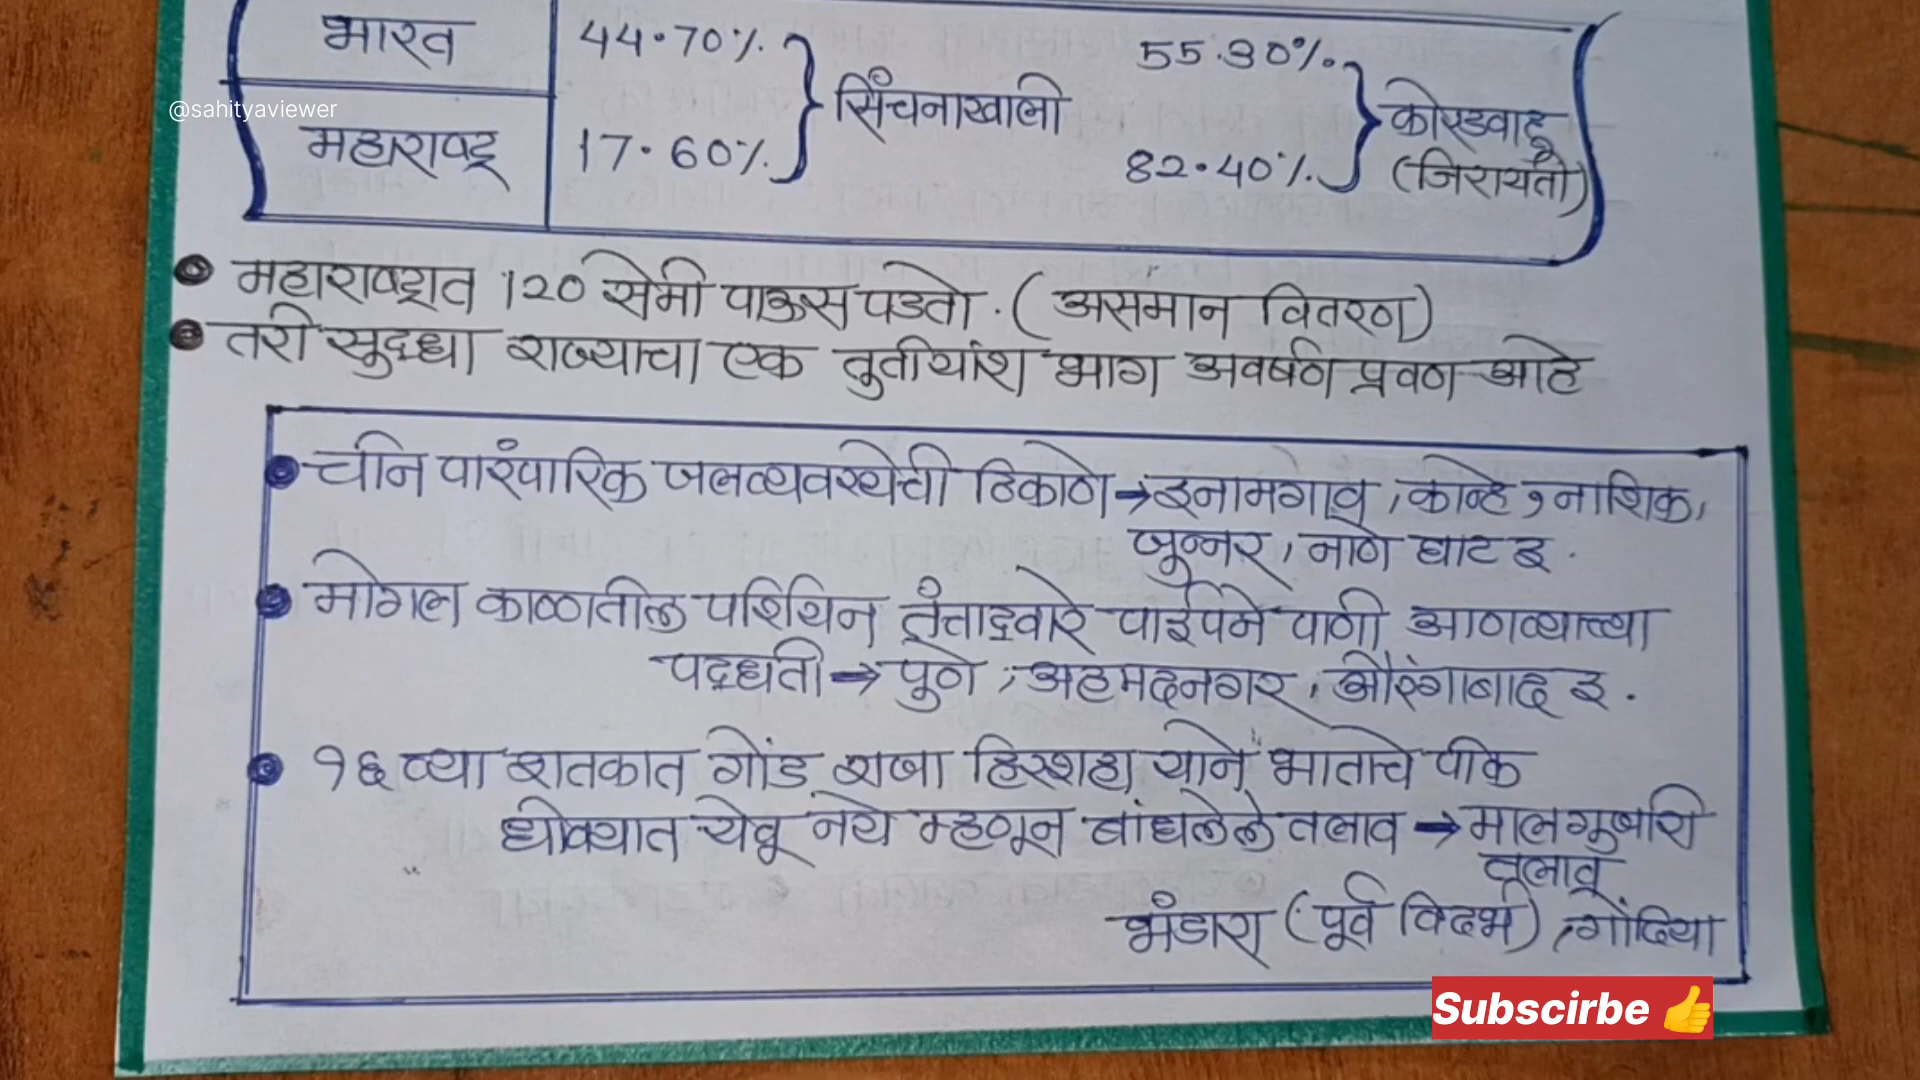 भारत 44.70% 55.30%
@sahityaviewer
सिंचनाखाली कोरडवाहू
महाराष्ट्र 17.60% 82.40% (जिरायती)
महाराष्ट्रात 120 सेमी पाऊस पडतो. (असमान वितरण)
तरी सुद्धा राज्याचा एक तृतीयांश भाग अवर्षण प्रवण आहे
चीन पारंपारिक जलव्यवस्थेची ठिकाणे → इनामगाव, कान्हे, नाशिक,
जुन्नर, नाणे घाट इ.
मोगल काळातील पर्शियन तंत्राद्वारे पाईपने पाणी आणण्याच्या
पद्धती → पुणे, अहमदनगर, औरंगाबाद इ.
१६ व्या शतकात गोंड राजा हिरशहा याने भाताचे पीक
धोक्यात येवू नये म्हणून बांधलेले तलाव → मालगुजारी
तलाव
भंडारा (पूर्व विदर्भ), गोंदिया
Subscirbe 👍